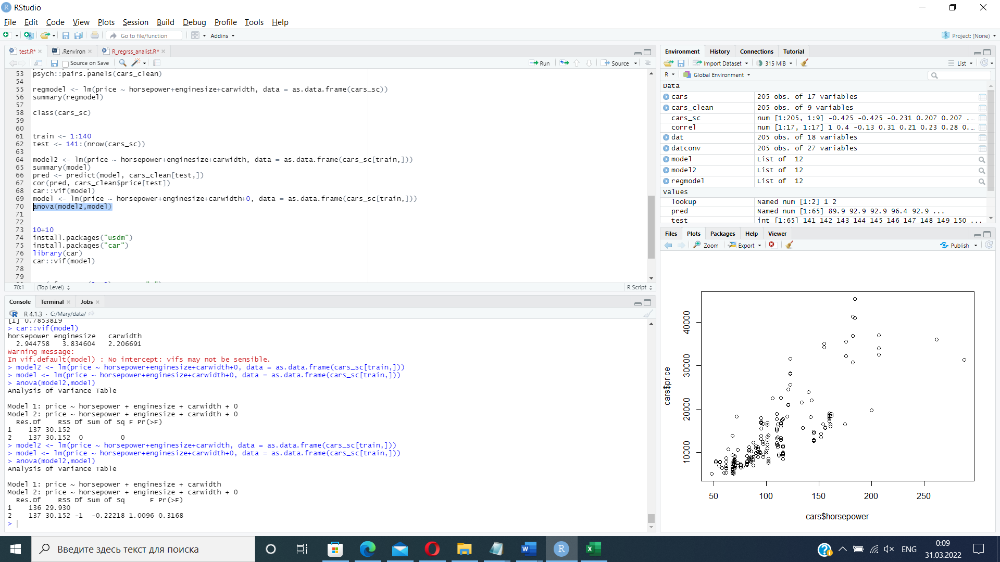 RStudio
File Edit Code View Plots Session Build Debug Profile Tools Help
Go to file/function Addins Project: (None)
test.R* .Renviron R_regrss_analist.R*
Source on Save Run Source
53 psych::pairs.panels(cars_clean)
54
55 regmodel <- lm(price ~ horsepower+enginesize+carwidth, data = as.data.frame(cars_sc))
56 summary(regmodel)
57
58 class(cars_sc)
59
60
61 train <- 1:140
62 test <- 141:(nrow(cars_sc))
63
64 model2 <- lm(price ~ horsepower+enginesize+carwidth, data = as.data.frame(cars_sc[train,]))
65 summary(model)
66 pred <- predict(model, cars_clean[test,])
67 cor(pred, cars_clean$price[test])
68 car::vif(model)
69 model <- lm(price ~ horsepower+enginesize+carwidth+0, data = as.data.frame(cars_sc[train,]))
70 anova(model2,model)
71
72
73 10+10
74 install.packages("usdm")
75 install.packages("car")
76 library(car)
77 car::vif(model)
78
79
70:1 (Top Level) R Script
Console Terminal Jobs
R 4.1.3 · C:/Mary/data/
[1] 0.7853819
> car::vif(model)
horsepower enginesize carwidth
2.944758 3.834604 2.206691
Warning message:
In vif.default(model) : No intercept: vifs may not be sensible.
> model2 <- lm(price ~ horsepower+enginesize+carwidth+0, data = as.data.frame(cars_sc[train,]))
> model <- lm(price ~ horsepower+enginesize+carwidth+0, data = as.data.frame(cars_sc[train,]))
> anova(model2,model)
Analysis of Variance Table
Model 1: price ~ horsepower + enginesize + carwidth + 0
Model 2: price ~ horsepower + enginesize + carwidth + 0
Res.Df RSS Df Sum of Sq F Pr(>F)
1 137 30.152
2 137 30.152 0 0
> model2 <- lm(price ~ horsepower+enginesize+carwidth, data = as.data.frame(cars_sc[train,]))
> model <- lm(price ~ horsepower+enginesize+carwidth+0, data = as.data.frame(cars_sc[train,]))
> anova(model2,model)
Analysis of Variance Table
Model 1: price ~ horsepower + enginesize + carwidth
Model 2: price ~ horsepower + enginesize + carwidth + 0
Res.Df RSS Df Sum of Sq F Pr(>F)
1 136 29.930
2 137 30.152 -1 -0.22218 1.0096 0.3168
>
Environment History Connections Tutorial
Import Dataset 315 MiB List
R Global Environment
Data
cars 205 obs. of 17 variables
cars_clean 205 obs. of 9 variables
cars_sc num [1:205, 1:9] -0.425 -0.425 -0.231 0.207 0.207 ...
correl num [1:17, 1:17] 1 0.4 -0.13 0.31 0.21 0.23 0.28 0...
dat 205 obs. of 18 variables
datconv 205 obs. of 27 variables
model List of 12
model2 List of 12
regmodel List of 12
Values
lookup Named num [1:2] 1 2
pred Named num [1:65] 89.9 92.9 92.9 96.4 92.9 ...
test int [1:65] 141 142 143 144 145 146 147 148 149 150 ...
Files Plots Packages Help Viewer
Zoom Export Publish
cars$price
10000 20000 30000 40000
50 100 150 200 250
cars$horsepower
Введите здесь текст для поиска
ENG
0:09
31.03.2022